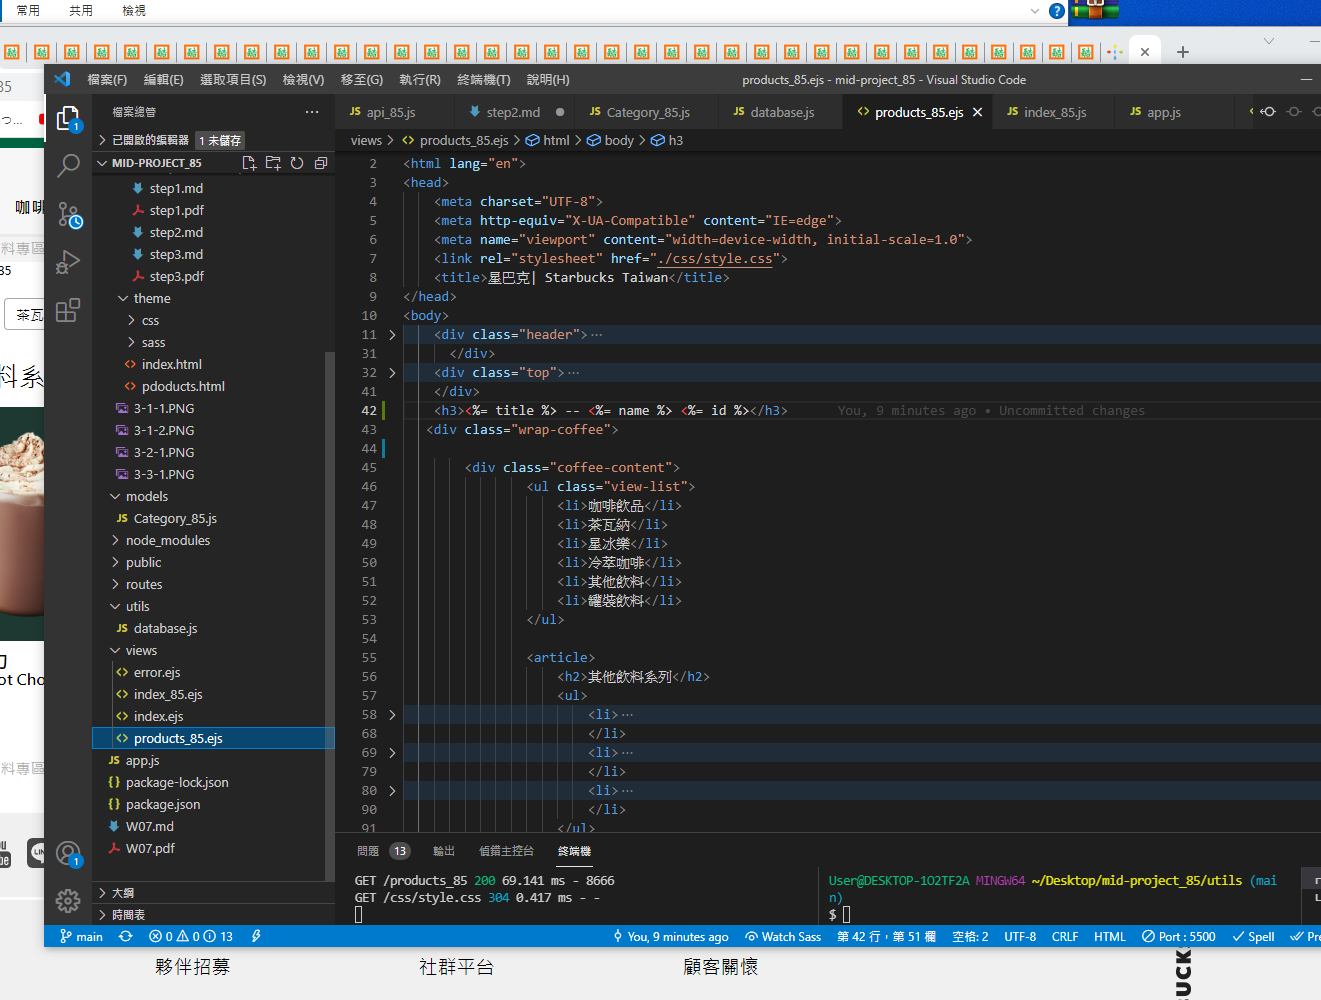 常用 共用 檢視
檔案(F) 編輯(E) 選取項目(S) 檢視(V) 移至(G) 執行(R) 終端機(T) 說明(H) products_85.ejs - mid-project_85 - Visual Studio Code
檔案總管
已開啟的編輯器 1 未儲存
MID-PROJECT_85
step1.md
step1.pdf
step2.md
step3.md
step3.pdf
theme
css
sass
index.html
pdoducts.html
3-1-1.PNG
3-1-2.PNG
3-2-1.PNG
3-3-1.PNG
models
Category_85.js
node_modules
public
routes
utils
database.js
views
error.ejs
index_85.ejs
index.ejs
products_85.ejs
app.js
package-lock.json
package.json
W07.md
W07.pdf
大綱
時間表
api_85.js step2.md Category_85.js database.js products_85.ejs index_85.js app.js
views > products_85.ejs > html > body > h3
2 <html lang="en">
3 <head>
4 <meta charset="UTF-8">
5 <meta http-equiv="X-UA-Compatible" content="IE=edge">
6 <meta name="viewport" content="width=device-width, initial-scale=1.0">
7 <link rel="stylesheet" href="./css/style.css">
8 <title>星巴克| Starbucks Taiwan</title>
9 </head>
10 <body>
11 <div class="header">…
31 </div>
32 <div class="top">…
41 </div>
42 <h3><%= title %> -- <%= name %> <%= id %></h3> You, 9 minutes ago • Uncommitted changes
43 <div class="wrap-coffee">
44
45 <div class="coffee-content">
46 <ul class="view-list">
47 <li>咖啡飲品</li>
48 <li>茶瓦納</li>
49 <li>星冰樂</li>
50 <li>冷萃咖啡</li>
51 <li>其他飲料</li>
52 <li>罐裝飲料</li>
53 </ul>
54
55 <article>
56 <h2>其他飲料系列</h2>
57 <ul>
58 <li>…
68 </li>
69 <li>…
79 </li>
80 <li>…
90 </li>
91 </ul>
問題 13 輸出 偵錯主控台 終端機
GET /products_85 200 69.141 ms - 8666
GET /css/style.css 304 0.417 ms - -
User@DESKTOP-1O2TF2A MINGW64 ~/Desktop/mid-project_85/utils (mai
n)
$
main 0 0 13 You, 9 minutes ago Watch Sass 第 42 行，第 51 欄 空格: 2 UTF-8 CRLF HTML Port : 5500 Spell Pre
85
咖啡
料專區
85
茶瓦
料系
ot Cho
料專區
夥伴招募 社群平台 顧客關懷
UCK